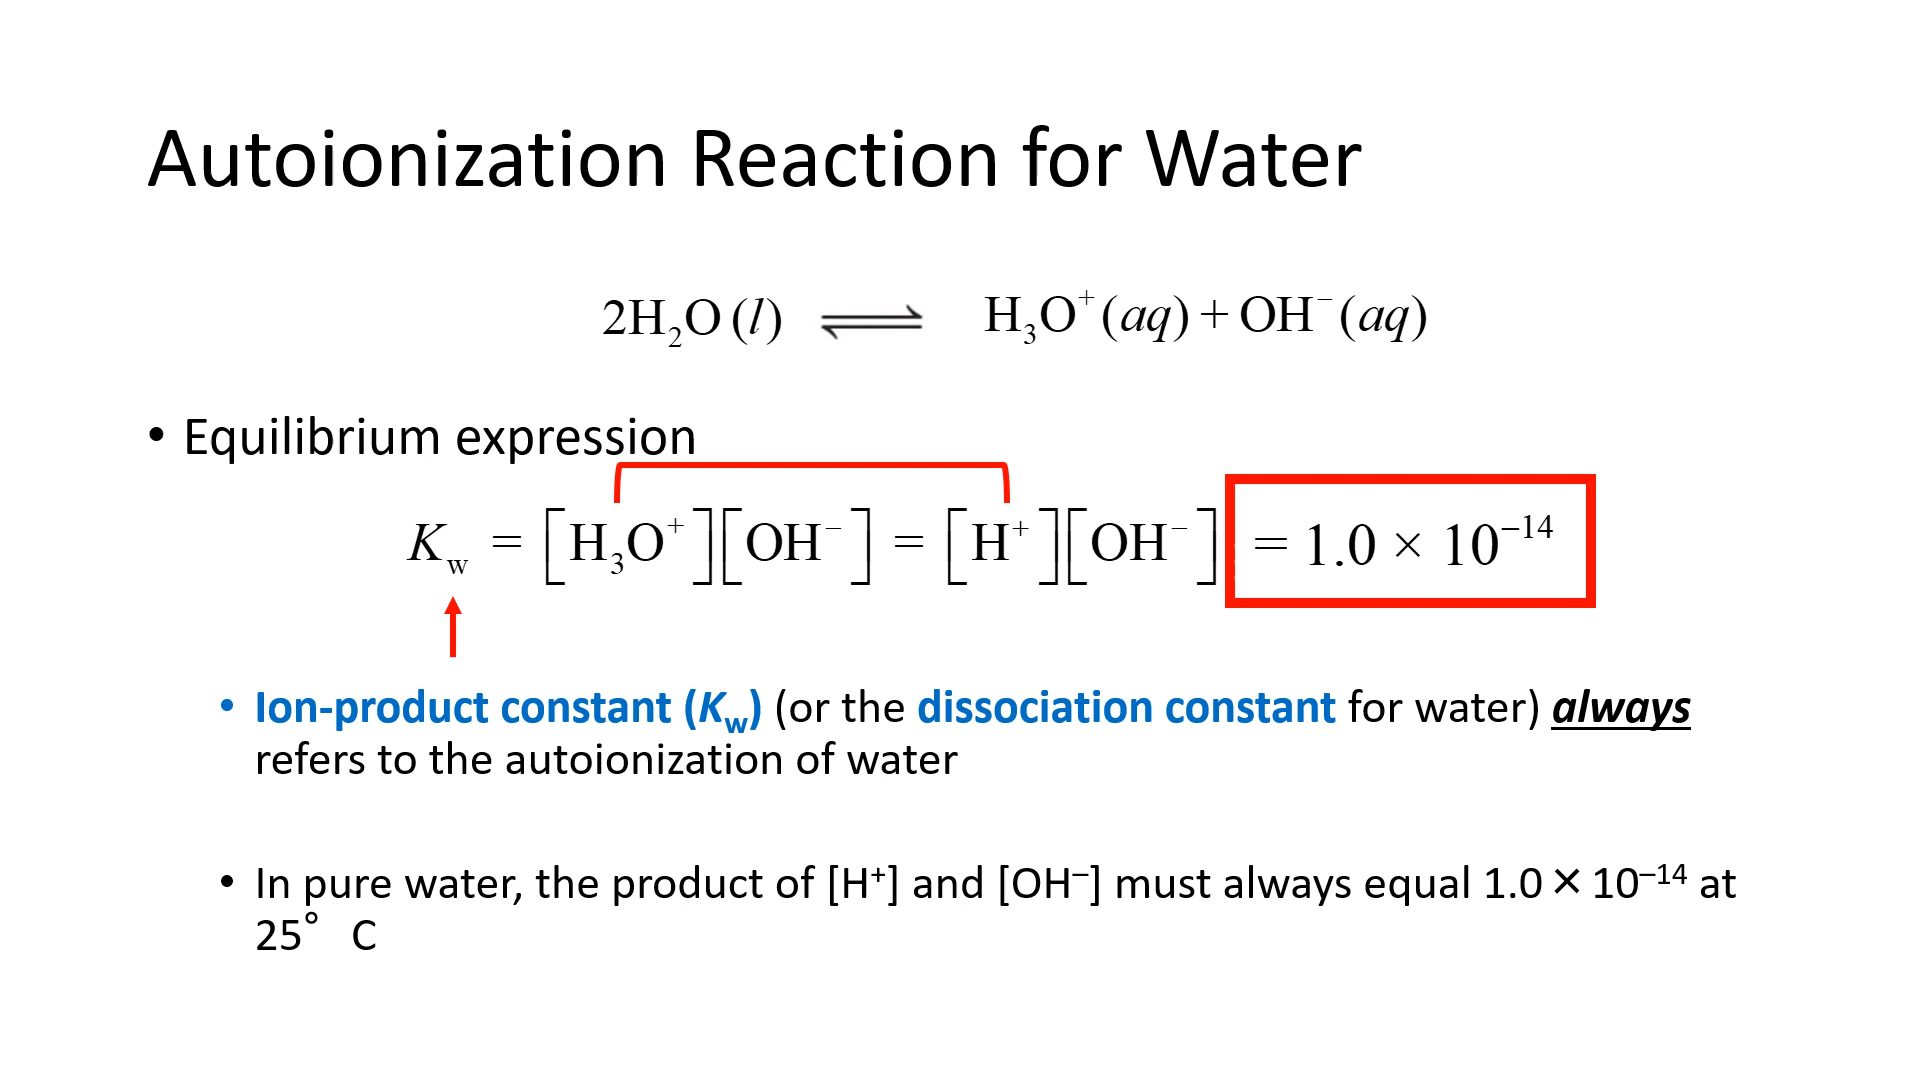 Autoionization Reaction for Water
2H₂O (l) ⇌ H₃O⁺ (aq) + OH⁻ (aq)
• Equilibrium expression
K_w = [H₃O⁺][OH⁻] = [H⁺][OH⁻] = 1.0 × 10⁻¹⁴
• Ion-product constant (K_w) (or the dissociation constant for water) always
refers to the autoionization of water
• In pure water, the product of [H⁺] and [OH⁻] must always equal 1.0 × 10⁻¹⁴ at
25° C